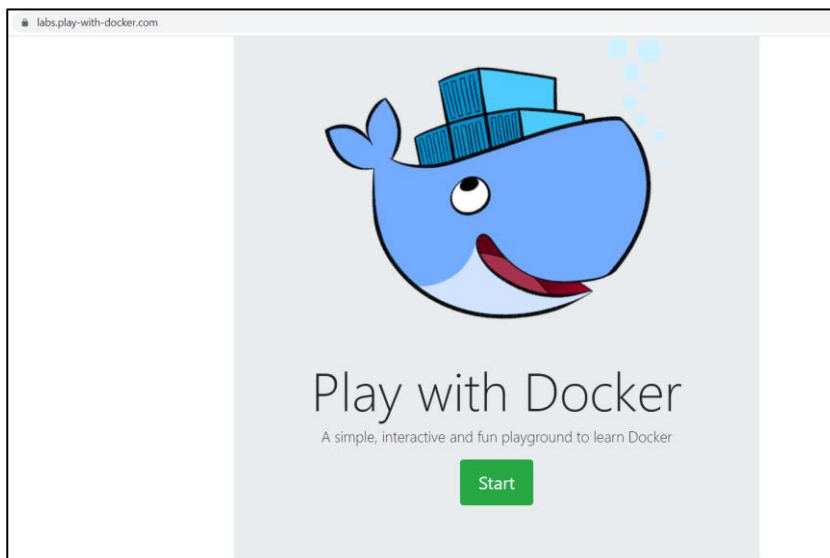 labs.play-with-docker.com
Play with Docker
A simple, interactive and fun playground to learn Docker
Start